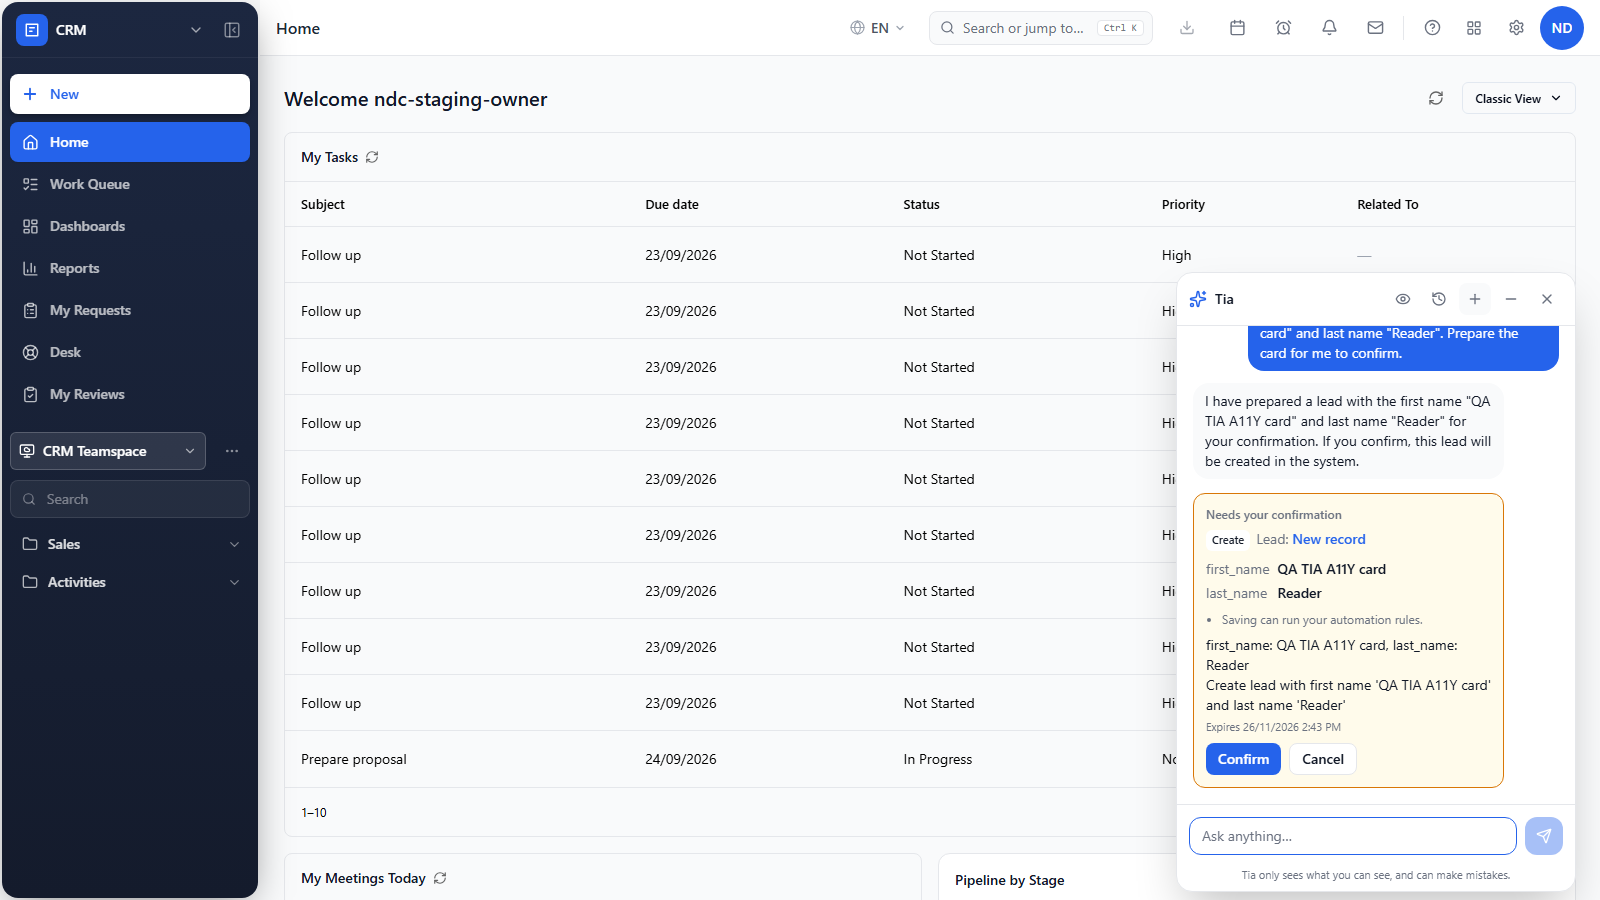 CRM
Home
EN
Search or jump to...
Ctrl K
ND
New
Home
Work Queue
Dashboards
Reports
My Requests
Desk
My Reviews
CRM Teamspace
Search
Sales
Activities
Welcome ndc-staging-owner
Classic View
My Tasks
Subject Due date Status Priority Related To
Follow up 23/09/2026 Not Started High —
Follow up 23/09/2026 Not Started Hi
Follow up 23/09/2026 Not Started Hi
Follow up 23/09/2026 Not Started Hi
Follow up 23/09/2026 Not Started Hi
Follow up 23/09/2026 Not Started Hi
Follow up 23/09/2026 Not Started Hi
Follow up 23/09/2026 Not Started Hi
Follow up 23/09/2026 Not Started Hi
Prepare proposal 24/09/2026 In Progress No
1–10
My Meetings Today
Pipeline by Stage
Tia
card" and last name "Reader". Prepare the
card for me to confirm.
I have prepared a lead with the first name "QA
TIA A11Y card" and last name "Reader" for
your confirmation. If you confirm, this lead will
be created in the system.
Needs your confirmation
Create Lead: New record
first_name QA TIA A11Y card
last_name Reader
• Saving can run your automation rules.
first_name: QA TIA A11Y card, last_name:
Reader
Create lead with first name 'QA TIA A11Y card'
and last name 'Reader'
Expires 26/11/2026 2:43 PM
Confirm
Cancel
Ask anything...
Tia only sees what you can see, and can make mistakes.